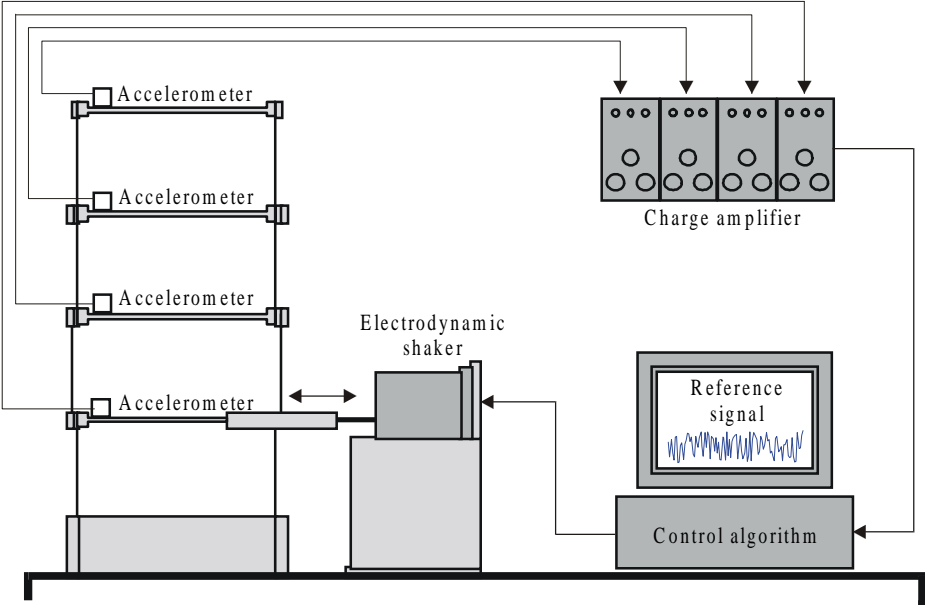 Accelerometer
Accelerometer
Charge amplifier
Accelerometer
Electrodynamic
shaker
Accelerometer
Reference
signal
Control algorithm